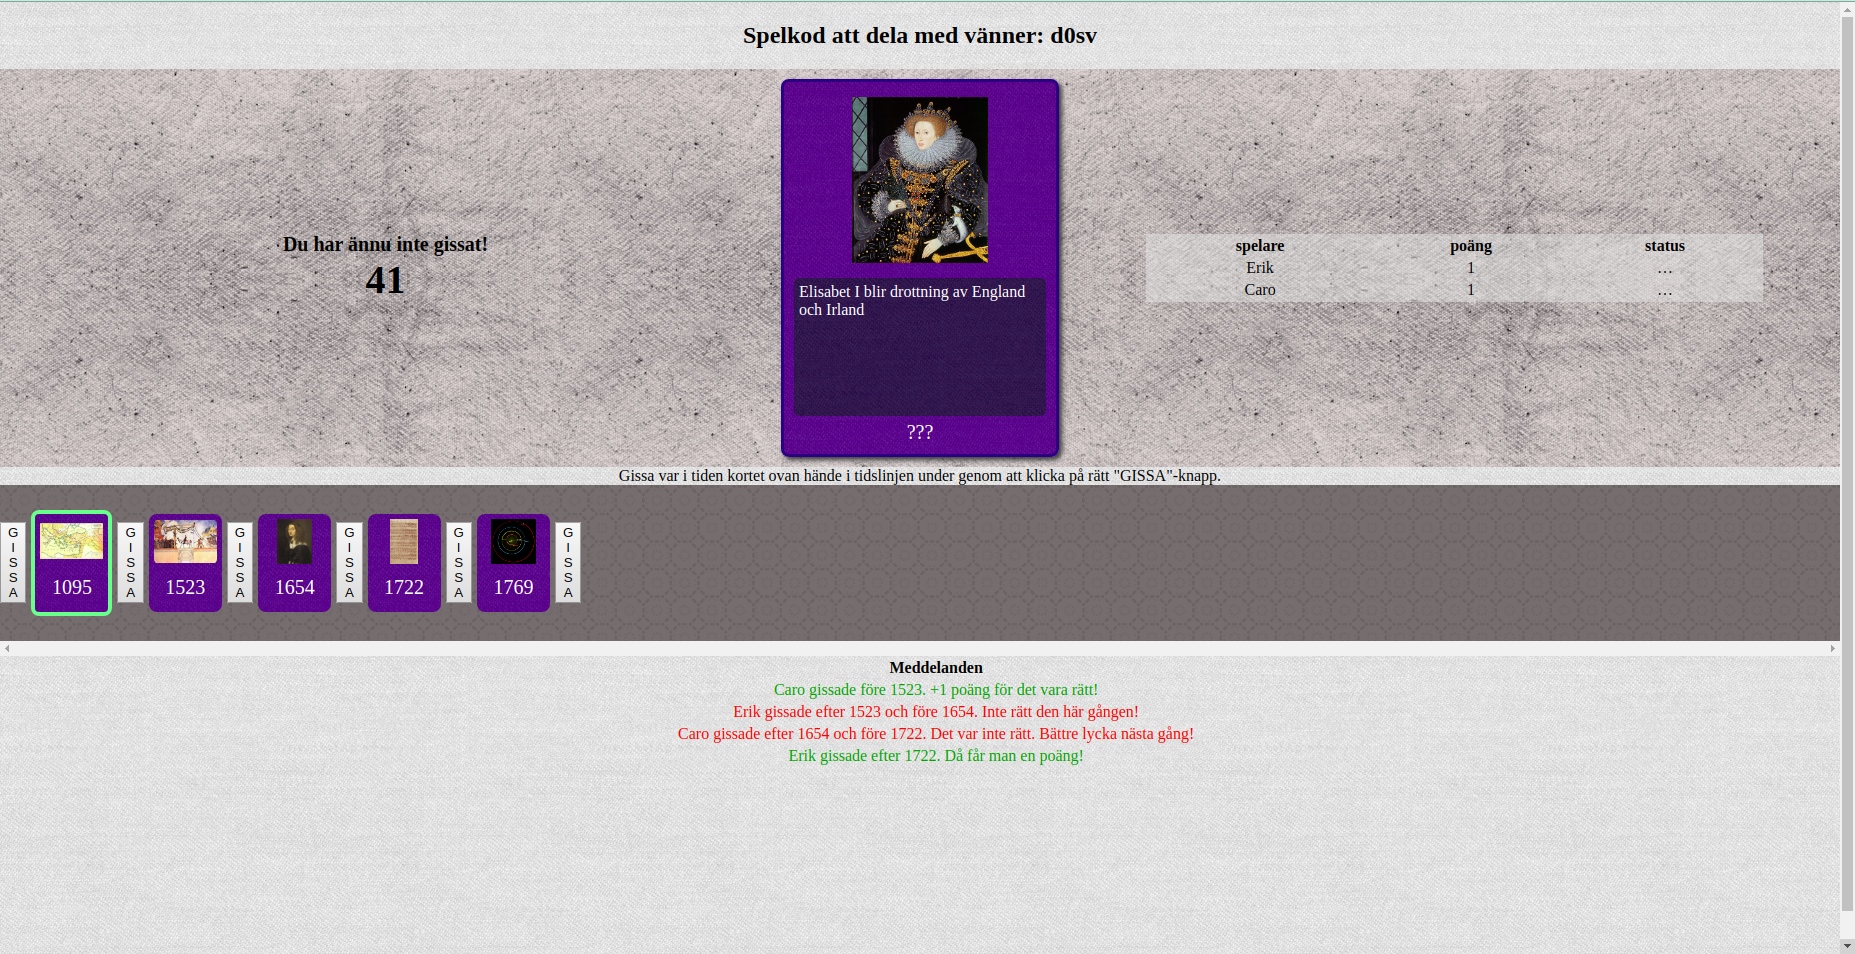 Spelkod att dela med vänner: d0sv
Du har ännu inte gissat!
41
Elisabet I blir drottning av England
och Irland
???
spelare poäng status
Erik 1 ...
Caro 1 ...
Gissa var i tiden kortet ovan hände i tidslinjen under genom att klicka på rätt "GISSA"-knapp.
GISSA
1095
GISSA
1523
GISSA
1654
GISSA
1722
GISSA
1769
GISSA
Meddelanden
Caro gissade före 1523. +1 poäng för det vara rätt!
Erik gissade efter 1523 och före 1654. Inte rätt den här gången!
Caro gissade efter 1654 och före 1722. Det var inte rätt. Bättre lycka nästa gång!
Erik gissade efter 1722. Då får man en poäng!